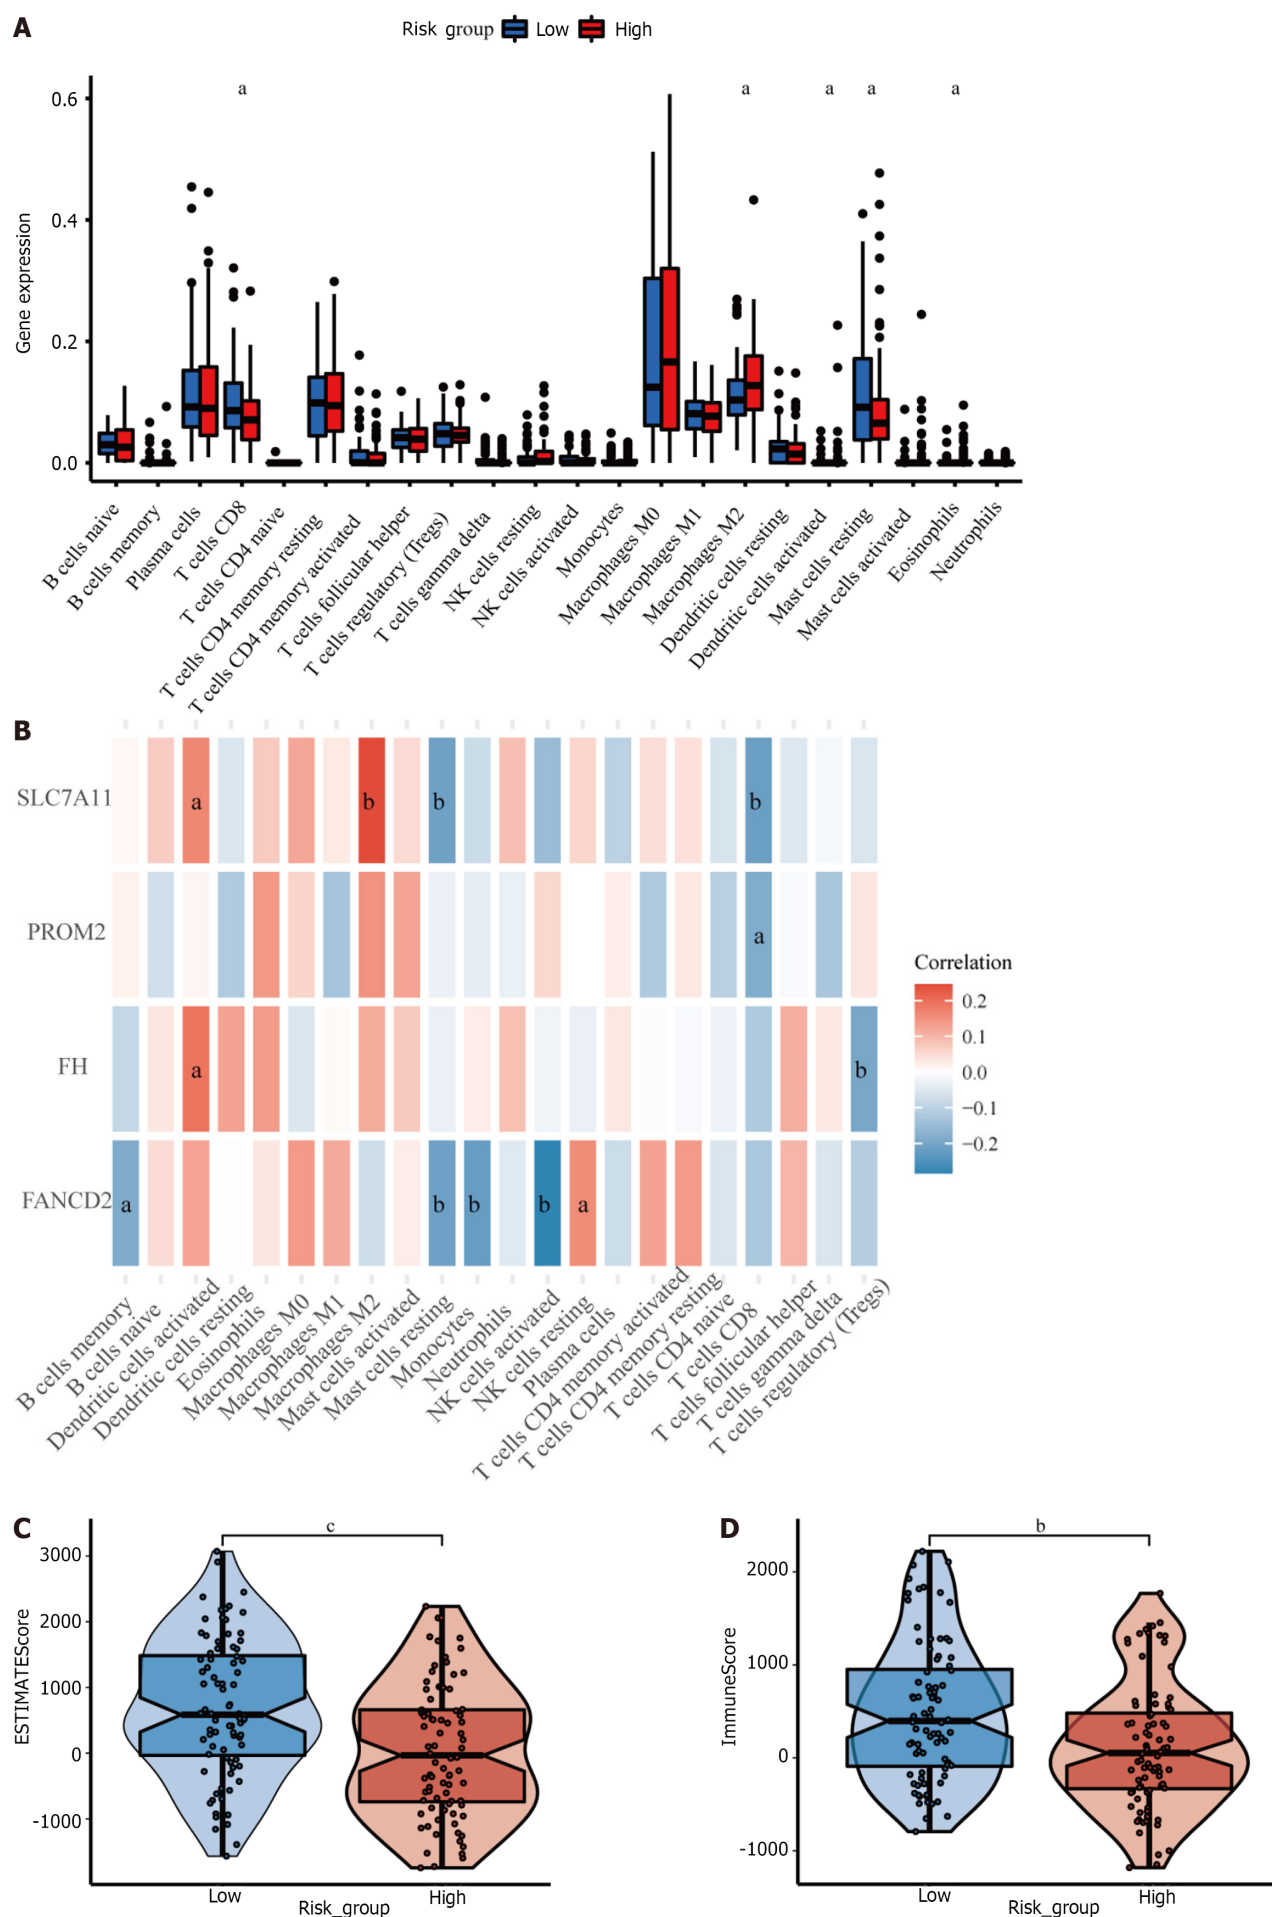 A
Risk group Low High
a a a a a
0.6
0.4
0.2
0.0
Gene expression
B cells naive
B cells memory
Plasma cells
T cells CD8
T cells CD4 naive
T cells CD4 memory resting
T cells CD4 memory activated
T cells follicular helper
T cells regulatory (Tregs)
T cells gamma delta
NK cells resting
NK cells activated
Monocytes
Macrophages M0
Macrophages M1
Macrophages M2
Dendritic cells resting
Dendritic cells activated
Mast cells resting
Mast cells activated
Eosinophils
Neutrophils
B
SLC7A11 a b b b
PROM2 a
FH a b
FANCD2 a b b b a
Correlation
0.2
0.1
0.0
−0.1
−0.2
B cells memory
B cells naive
Dendritic cells activated
Dendritic cells resting
Eosinophils
Macrophages M0
Macrophages M1
Macrophages M2
Mast cells activated
Mast cells resting
Monocytes
Neutrophils
NK cells activated
NK cells resting
Plasma cells
T cells CD4 memory activated
T cells CD4 memory resting
T cells CD4 naive
T cells CD8
T cells follicular helper
T cells gamma delta
T cells regulatory (Tregs)
C
c
3000
2000
1000
0
-1000
ESTIMATEScore
Low High
Risk_group
D
b
2000
1000
0
-1000
ImmuneScore
Low High
Risk_group